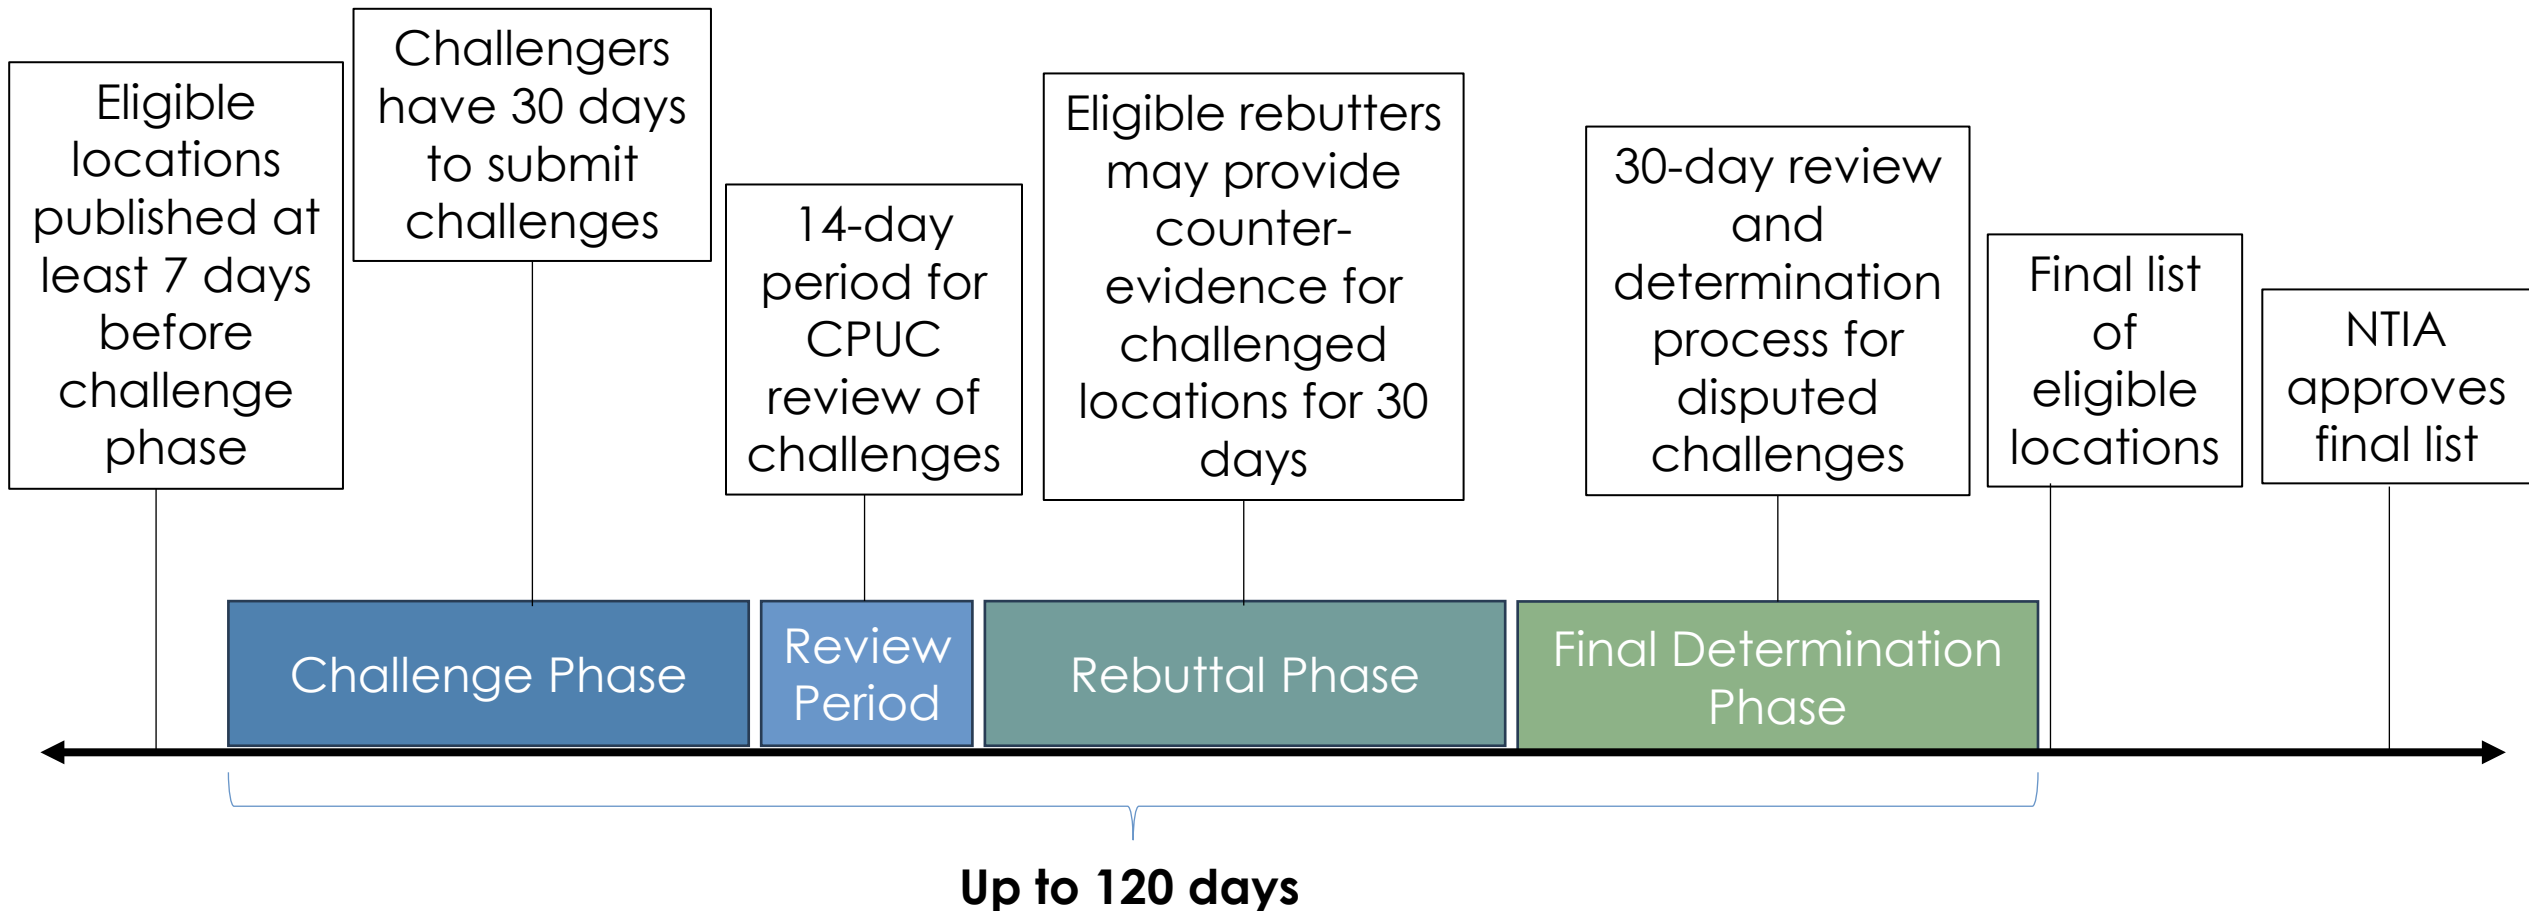 Eligible
locations
published at
least 7 days
before
challenge
phase
Challengers
have 30 days
to submit
challenges
14-day
period for
CPUC
review of
challenges
Eligible rebutters
may provide
counter-
evidence for
challenged
locations for 30
days
30-day review
and
determination
process for
disputed
challenges
Final list
of
eligible
locations
NTIA
approves
final list
Challenge Phase
Review
Period
Rebuttal Phase
Final Determination
Phase
Up to 120 days